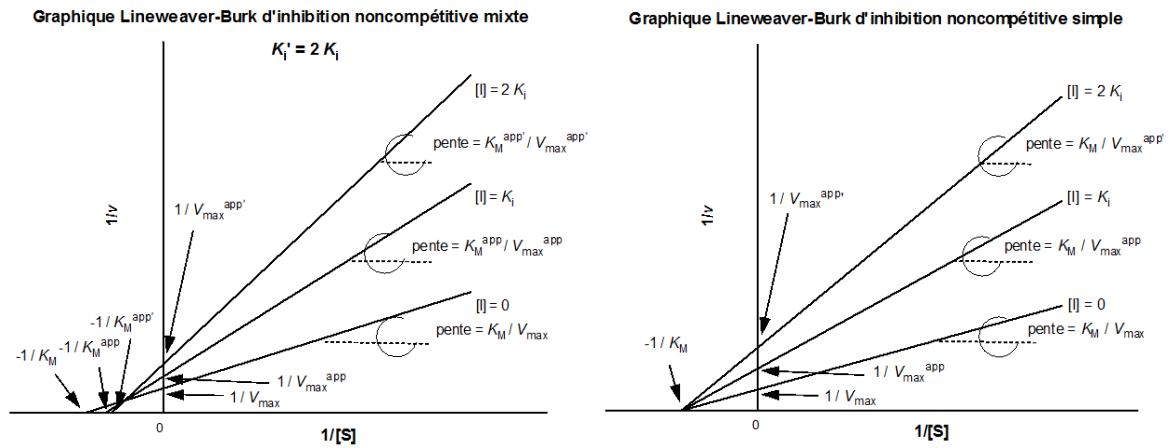 Graphique Lineweaver-Burk d'inhibition noncompétitive mixte
K_i' = 2 K_i
[I] = 2 K_i
pente = K_M^app' / V_max^app'
1/v
1 / V_max^app'
[I] = K_i
pente = K_M^app / V_max^app
[I] = 0
-1 / K_M^app'
pente = K_M / V_max
-1 / K_M^app
-1 / K_M
1 / V_max^app
1 / V_max
0
1/[S]
Graphique Lineweaver-Burk d'inhibition noncompétitive simple
[I] = 2 K_i
pente = K_M / V_max^app'
1/v
1 / V_max^app'
[I] = K_i
pente = K_M / V_max^app
[I] = 0
pente = K_M / V_max
-1 / K_M
1 / V_max^app
1 / V_max
0
1/[S]